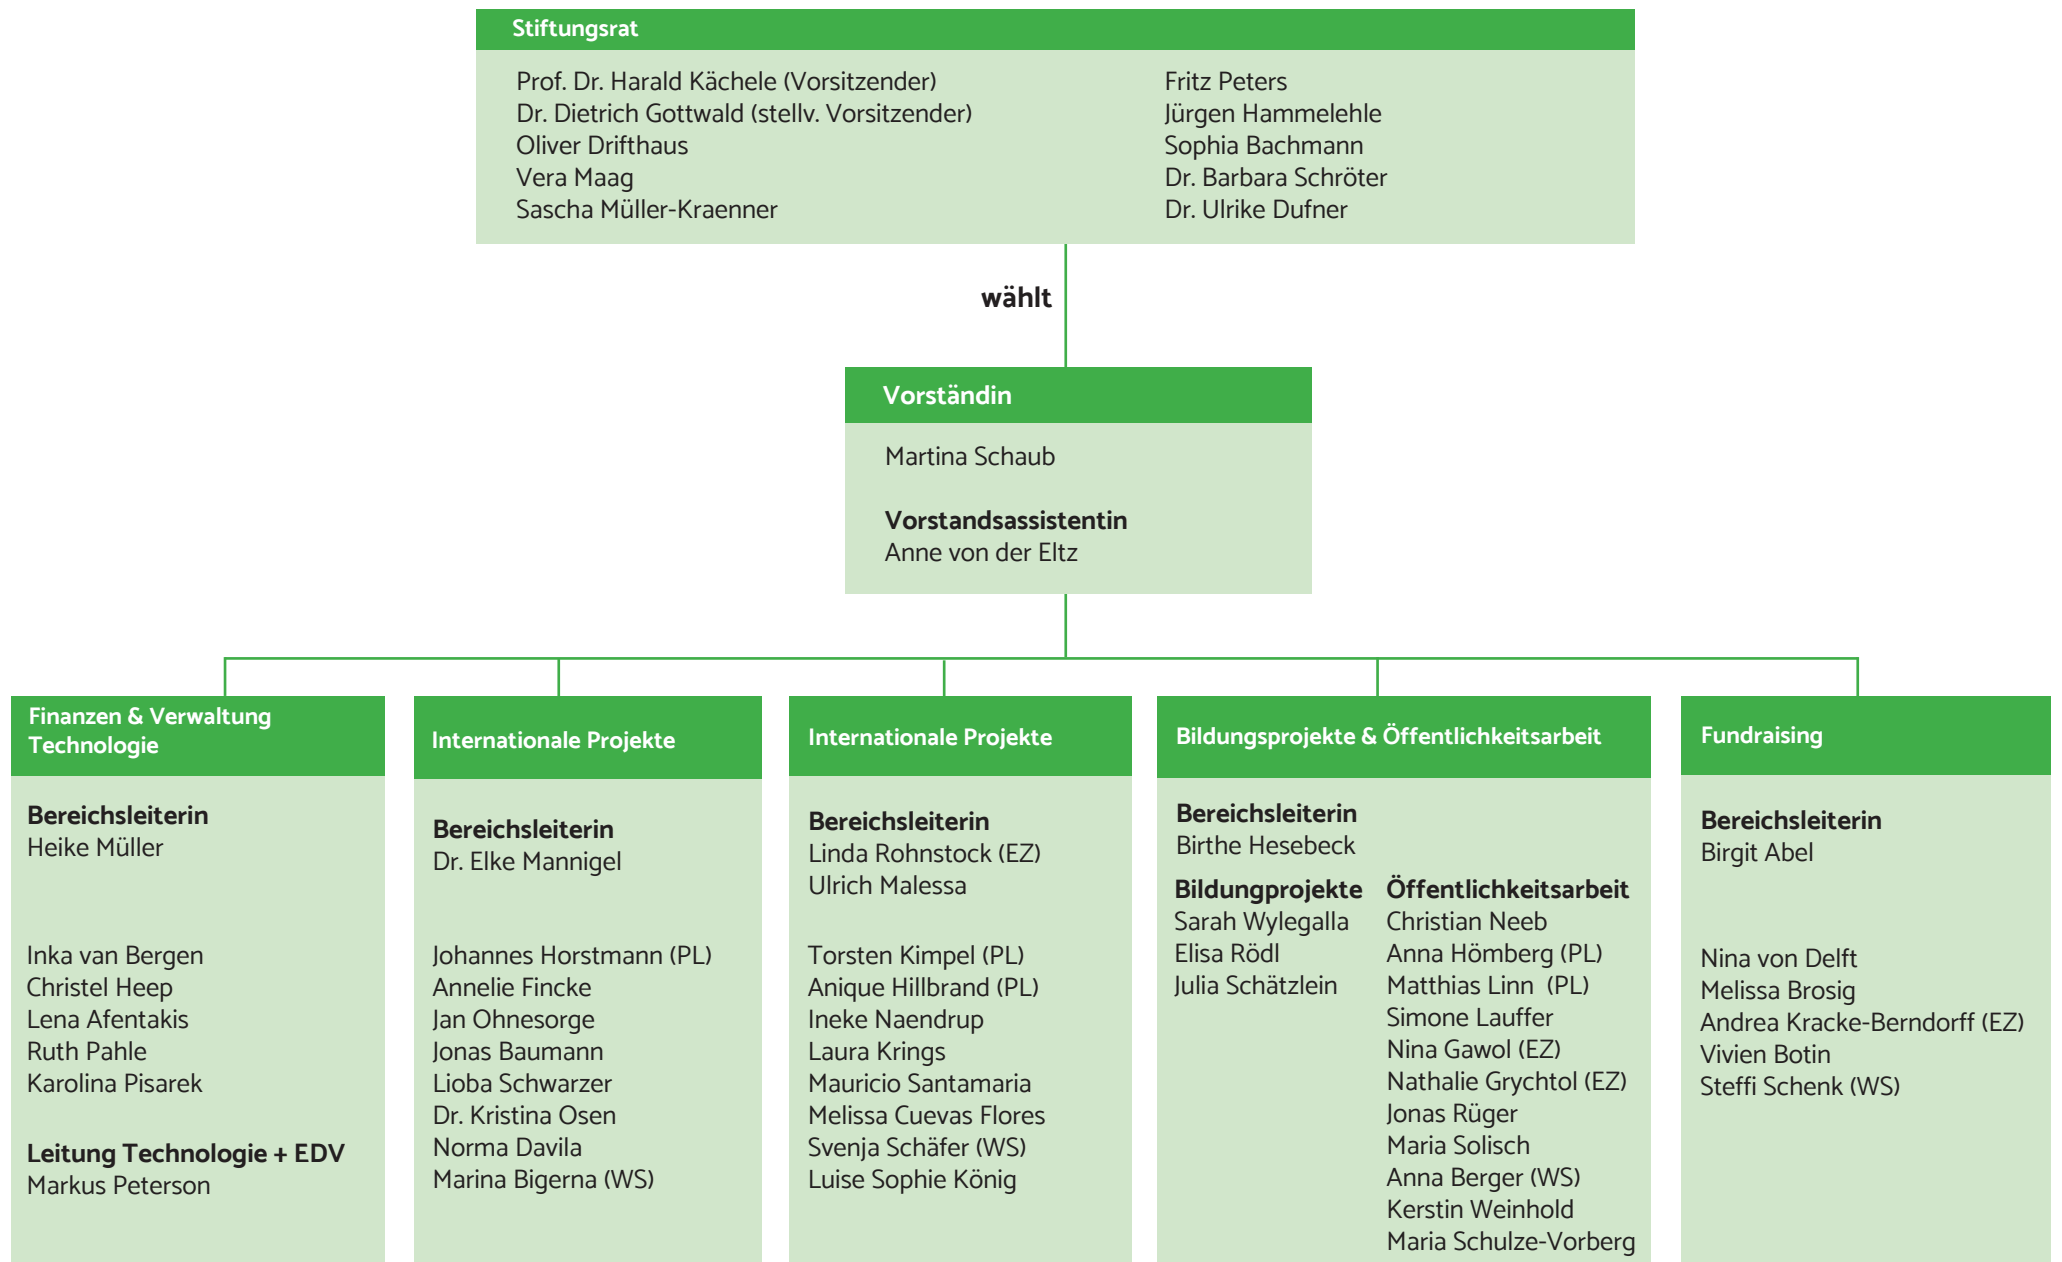 Stiftungsrat
Prof. Dr. Harald Kächele (Vorsitzender)
Dr. Dietrich Gottwald (stellv. Vorsitzender)
Oliver Drifthaus
Vera Maag
Sascha Müller-Kraenner
Fritz Peters
Jürgen Hammelehle
Sophia Bachmann
Dr. Barbara Schröter
Dr. Ulrike Dufner
wählt
Vorständin
Martina Schaub
Vorstandsassistentin
Anne von der Eltz
Finanzen & Verwaltung
Technologie
Bereichsleiterin
Heike Müller
Inka van Bergen
Christel Heep
Lena Afentakis
Ruth Pahle
Karolina Pisarek
Leitung Technologie + EDV
Markus Peterson
Internationale Projekte
Bereichsleiterin
Dr. Elke Mannigel
Johannes Horstmann (PL)
Annelie Fincke
Jan Ohnesorge
Jonas Baumann
Lioba Schwarzer
Dr. Kristina Osen
Norma Davila
Marina Bigerna (WS)
Internationale Projekte
Bereichsleiterin
Linda Rohnstock (EZ)
Ulrich Malessa
Torsten Kimpel (PL)
Anique Hillbrand (PL)
Ineke Naendrup
Laura Krings
Mauricio Santamaria
Melissa Cuevas Flores
Svenja Schäfer (WS)
Luise Sophie König
Bildungsprojekte & Öffentlichkeitsarbeit
Bereichsleiterin
Birthe Hesebeck
Bildungprojekte
Sarah Wylegalla
Elisa Rödl
Julia Schätzlein
Öffentlichkeitsarbeit
Christian Neeb
Anna Hömberg (PL)
Matthias Linn (PL)
Simone Lauffer
Nina Gawol (EZ)
Nathalie Grychtol (EZ)
Jonas Rüger
Maria Solisch
Anna Berger (WS)
Kerstin Weinhold
Maria Schulze-Vorberg
Fundraising
Bereichsleiterin
Birgit Abel
Nina von Delft
Melissa Brosig
Andrea Kracke-Berndorff (EZ)
Vivien Botin
Steffi Schenk (WS)